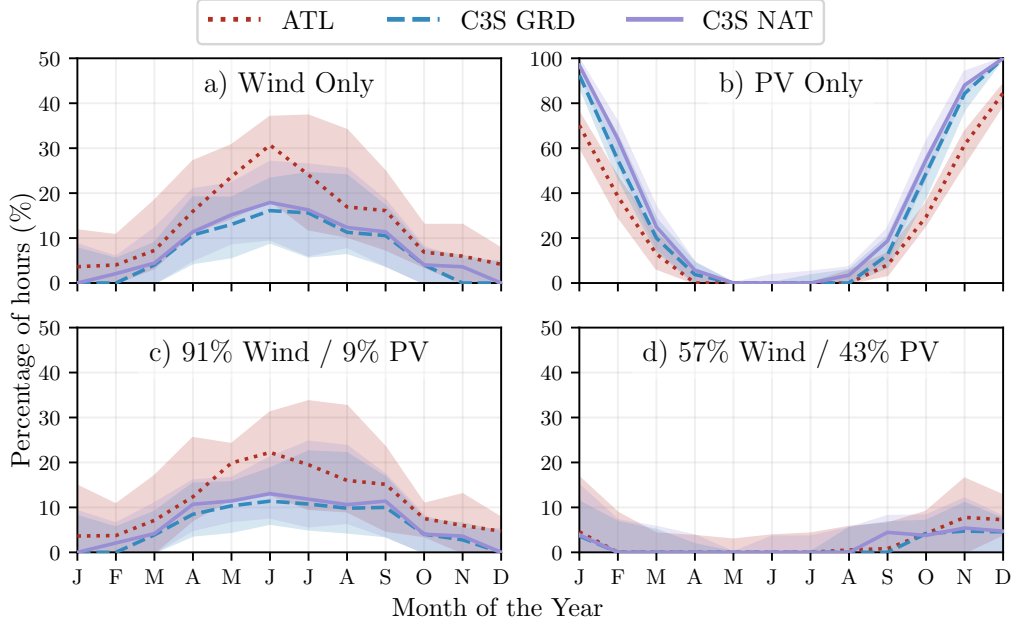 ATL C3S GRD C3S NAT
Percentage of hours (%)
a) Wind Only
50
40
30
20
10
0
J F M A M J J A S O N D
b) PV Only
100
80
60
40
20
0
J F M A M J J A S O N D
c) 91% Wind / 9% PV
50
40
30
20
10
0
J F M A M J J A S O N D
d) 57% Wind / 43% PV
50
40
30
20
10
0
J F M A M J J A S O N D
Month of the Year